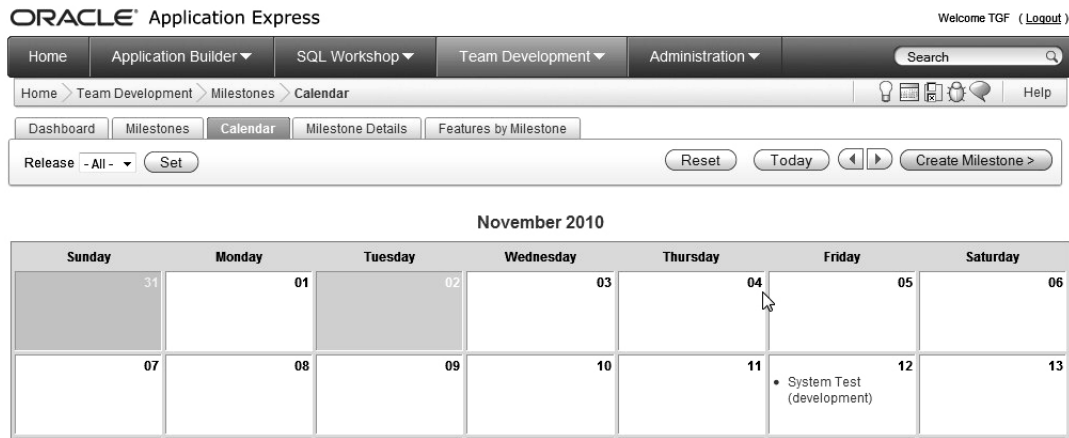 ORACLE Application Express
Welcome TGF ( Logout )
Home Application Builder SQL Workshop Team Development Administration Search
Home Team Development Milestones Calendar Help
Dashboard Milestones Calendar Milestone Details Features by Milestone
Release - All - Set Reset Today Create Milestone >
November 2010
Sunday Monday Tuesday Wednesday Thursday Friday Saturday
31 01 02 03 04 05 06
07 08 09 10 11 12 13
• System Test
(development)